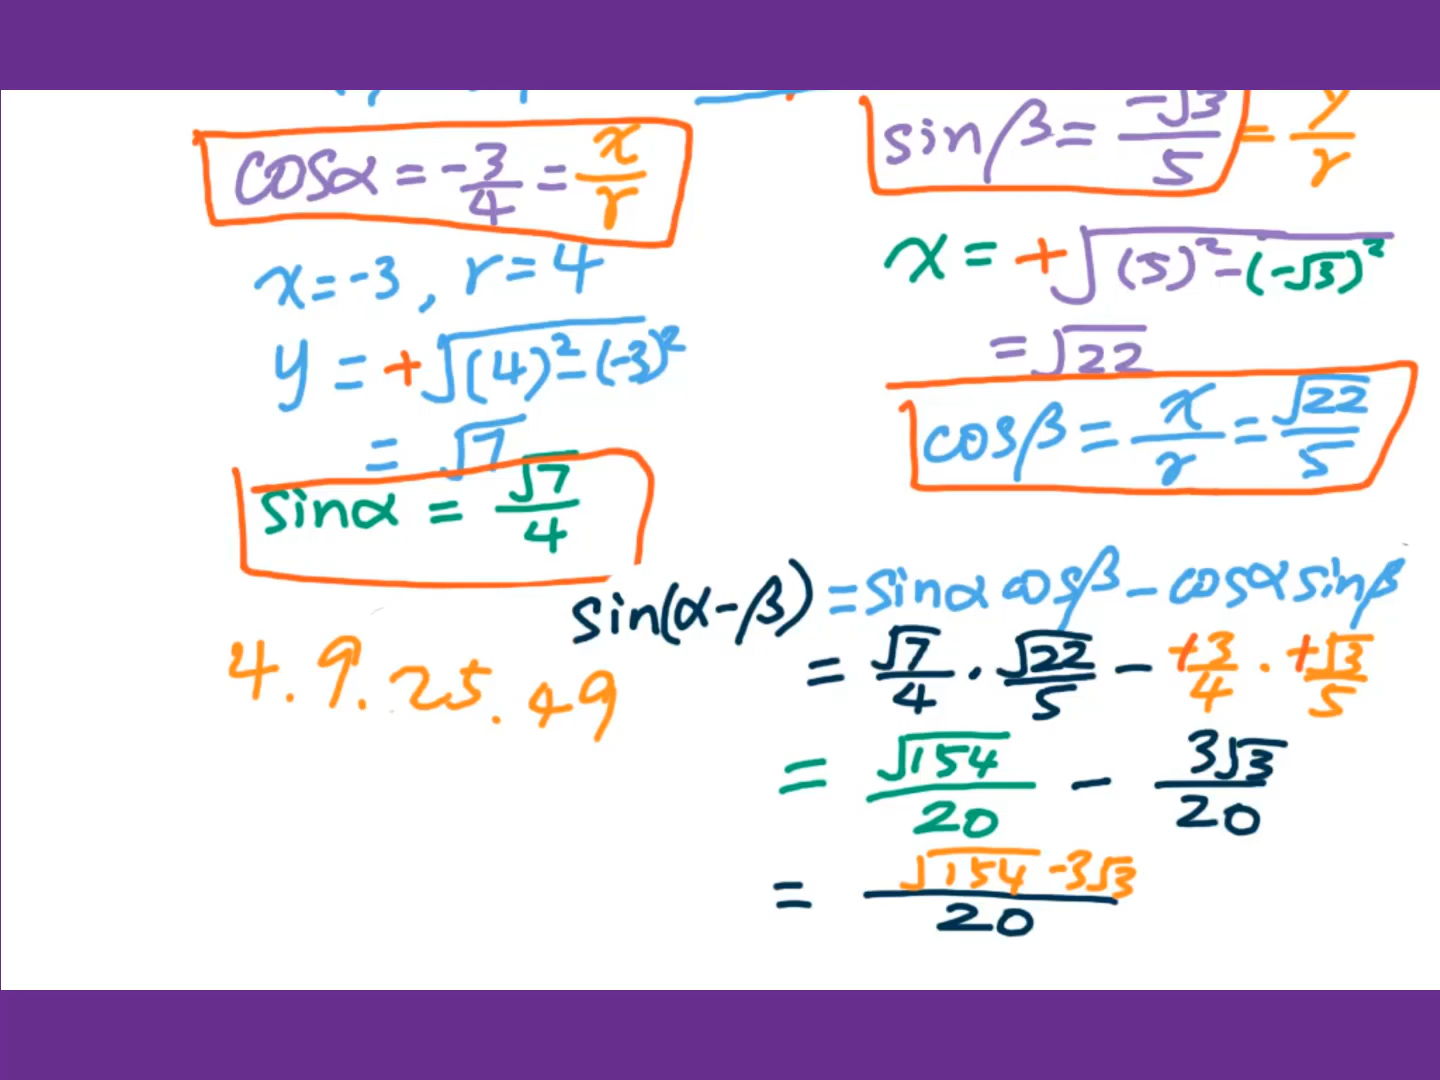 cosα = -3/4 = x/r
x = -3, r = 4
y = +√(4)² - (-3)²
= √7
sinα = √7/4
4. 9. 25. 49
sinβ = -√3/5 = y/r
x = +√(5)² - (-√3)²
= √22
cosβ = x/r = √22/5
sin(α - β) = sinα cosβ - cosα sinβ
= √7/4 · √22/5 - +3/4 · +√3/5
= √154/20 - 3√3/20
= √154 - 3√3/20